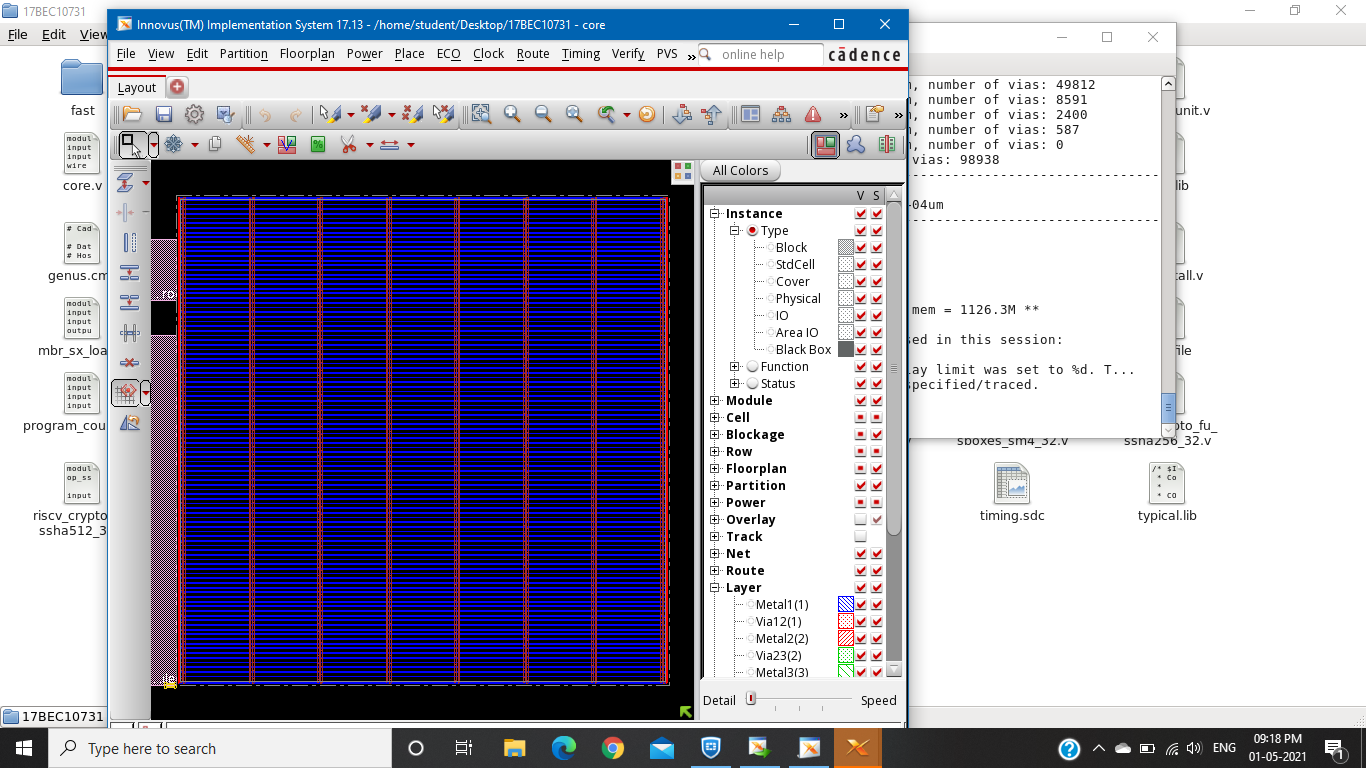 17BEC10731
File Edit View
Innovus(TM) Implementation System 17.13 - /home/student/Desktop/17BEC10731 - core
File View Edit Partition Floorplan Power Place ECO Clock Route Timing Verify PVS » online help cādence
Layout
All Colors
V S
Instance
Type
Block
StdCell
Cover
Physical
IO
Area IO
Black Box
Function
Status
Module
Cell
Blockage
Row
Floorplan
Partition
Power
Overlay
Track
Net
Route
Layer
Metal1(1)
Via12(1)
Metal2(2)
Via23(2)
Metal3(3)
Detail Speed
fast
modul
input
input
wire
core.v
# Cad
# Dat
# Hos
genus.cm
modul
input
input
outpu
mbr_sx_loa
modul
input
input
input
program_cou
modul
op_ss
input
riscv_crypto
ssha512_3
17BEC10731
, number of vias: 49812
, number of vias: 8591
, number of vias: 2400
, number of vias: 587
, number of vias: 0
vias: 98938
04um
mem = 1126.3M **
sed in this session:
lay limit was set to %d. T...
specified/traced.
unit.v
lib
all.v
file
sboxes_sm4_32.v
pto_fu_
ssha256_32.v
timing.sdc
/* $I
* Co
*
* CO
typical.lib
Type here to search
ENG
09:18 PM
01-05-2021
1